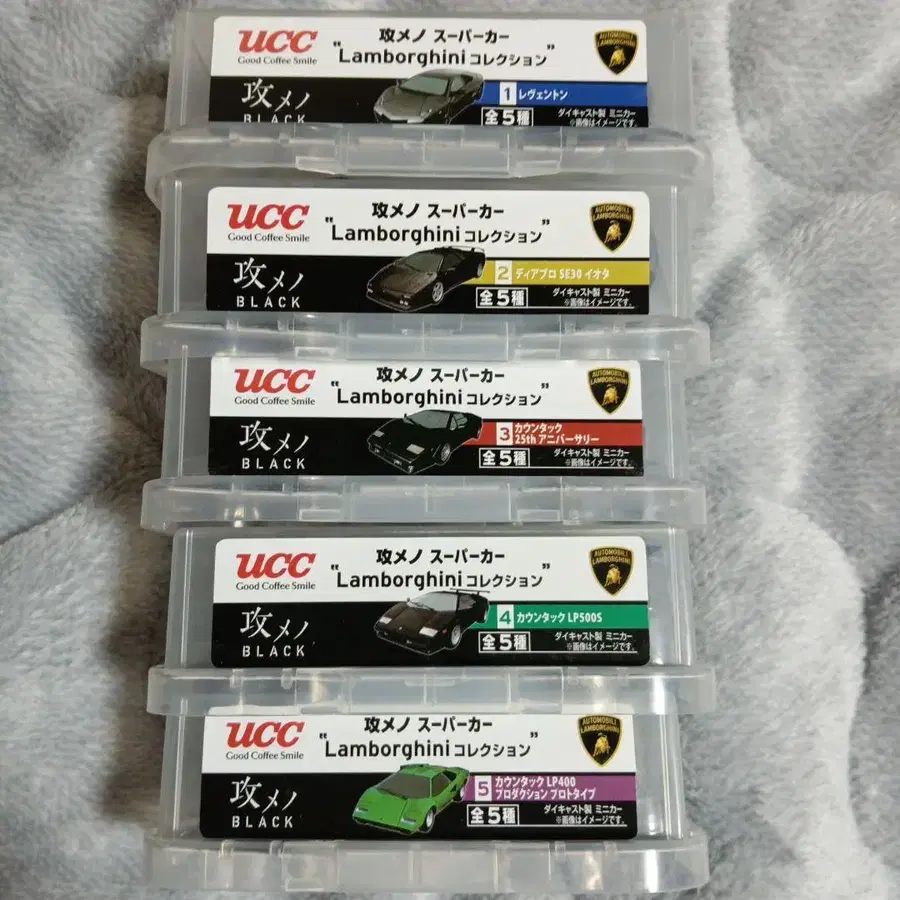 ucc
Good Coffee Smile
攻メノ スーパーカー
"Lamborghini コレクション"
AUTOMOBILI
LAMBORGHINI
攻メノ
BLACK
1 レヴェントン
全5種
ダイキャスト製 ミニカー
※画像はイメージです。
ucc
Good Coffee Smile
攻メノ スーパーカー
"Lamborghini コレクション"
AUTOMOBILI
LAMBORGHINI
攻メノ
BLACK
2 ディアブロ SE30 イオタ
全5種
ダイキャスト製 ミニカー
※画像はイメージです。
ucc
Good Coffee Smile
攻メノ スーパーカー
"Lamborghini コレクション"
AUTOMOBILI
LAMBORGHINI
攻メノ
BLACK
3 カウンタック
25th アニバーサリー
全5種
ダイキャスト製 ミニカー
※画像はイメージです。
ucc
Good Coffee Smile
攻メノ スーパーカー
"Lamborghini コレクション"
AUTOMOBILI
LAMBORGHINI
攻メノ
BLACK
4 カウンタック LP500S
全5種
ダイキャスト製 ミニカー
※画像はイメージです。
ucc
Good Coffee Smile
攻メノ スーパーカー
"Lamborghini コレクション"
AUTOMOBILI
LAMBORGHINI
攻メノ
BLACK
5 カウンタック LP400
プロダクション プロトタイプ
全5種
ダイキャスト製 ミニカー
※画像はイメージです。